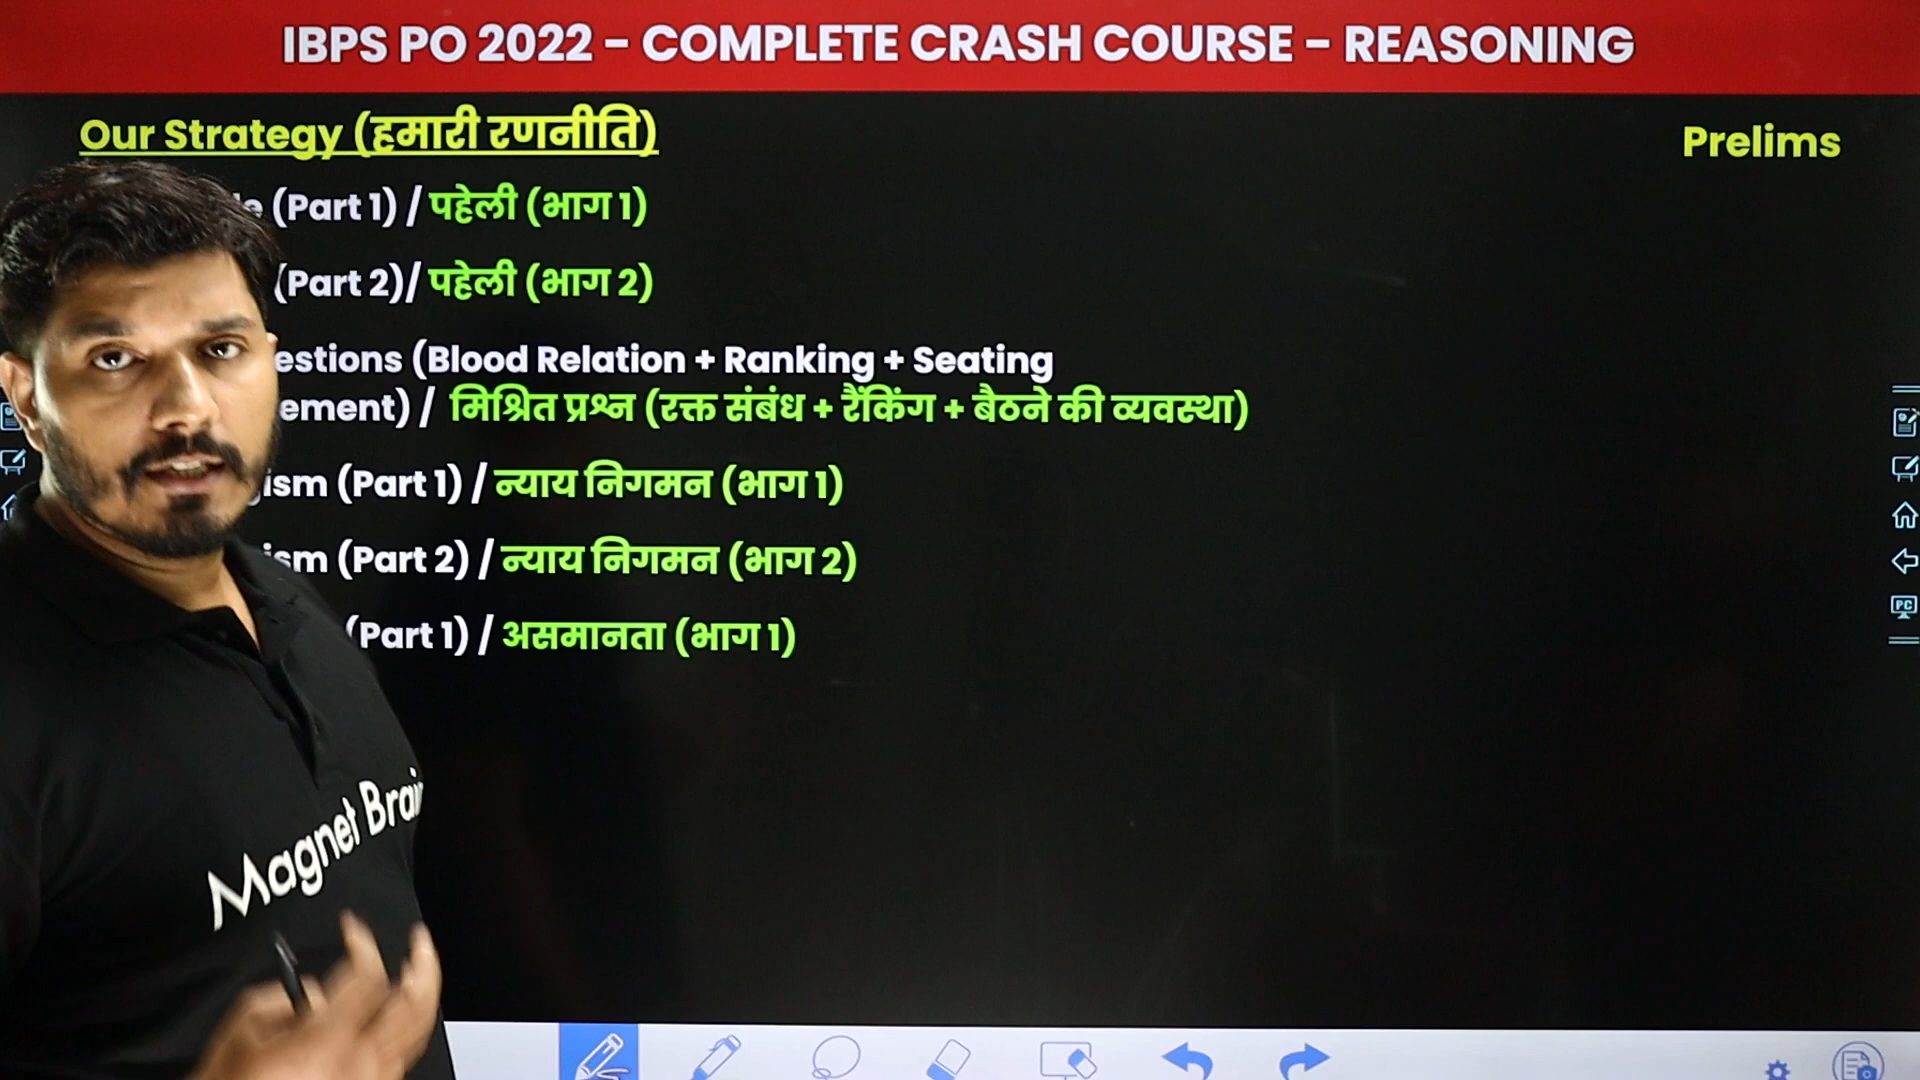 IBPS PO 2022 - COMPLETE CRASH COURSE - REASONING
Our Strategy (हमारी रणनीति)
Prelims
(Part 1) / पहेली (भाग 1)
(Part 2)/ पहेली (भाग 2)
estions (Blood Relation + Ranking + Seating
ement) / मिश्रित प्रश्न (रक्त संबंध + रैंकिंग + बैठने की व्यवस्था)
ism (Part 1) / न्याय निगमन (भाग 1)
ism (Part 2) / न्याय निगमन (भाग 2)
(Part 1) / असमानता (भाग 1)
Magnet Brai
PC